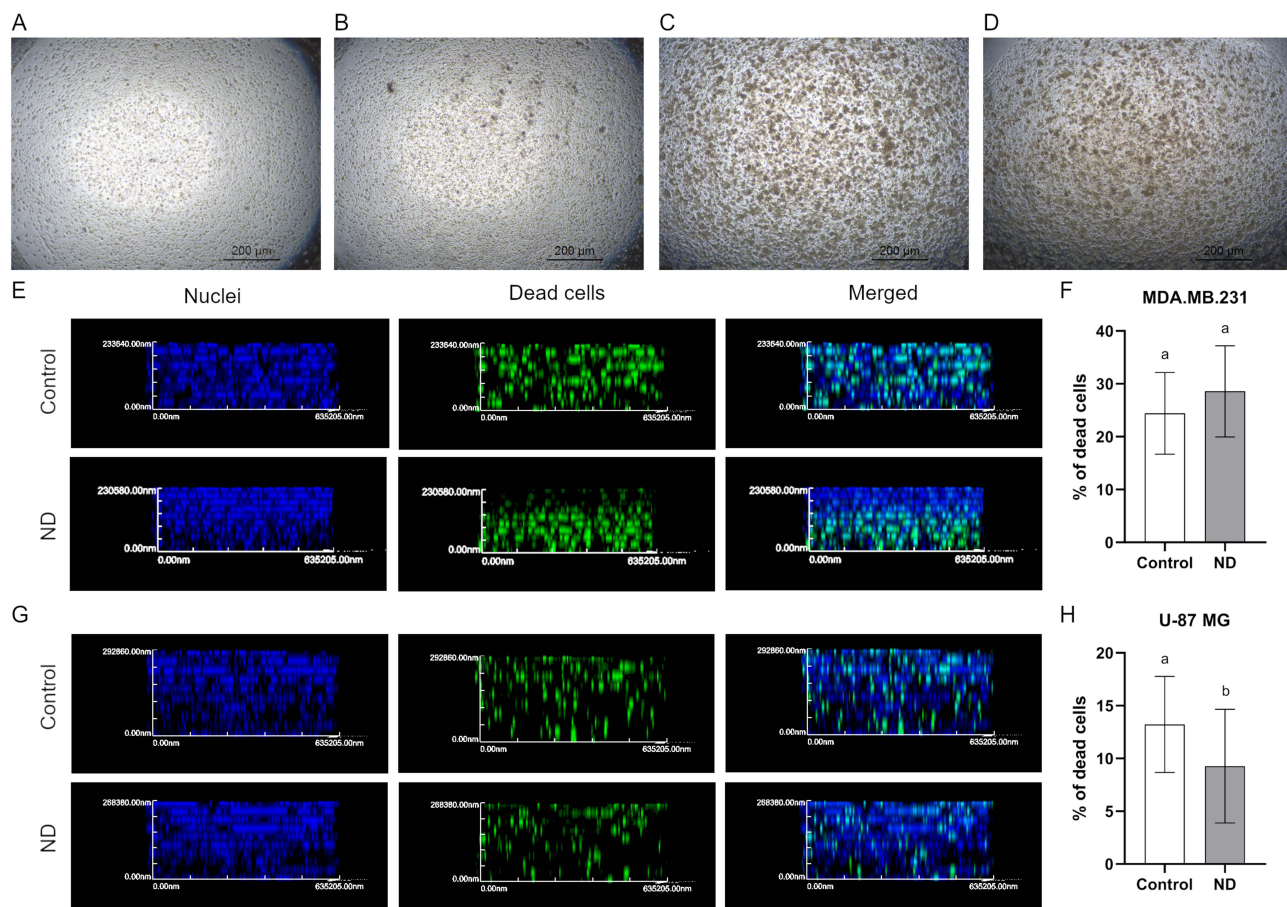 A
B
C
D
200 µm
200 µm
200 µm
200 µm
E
Nuclei
Dead cells
Merged
Control
233640.00nm
0.00nm
0.00nm
635205.00nm
233640.00nm
0.00nm
0.00nm
635205.00nm
233640.00nm
0.00nm
0.00nm
635205.00nm
ND
230580.00nm
0.00nm
0.00nm
635205.00nm
230580.00nm
0.00nm
0.00nm
635205.00nm
230580.00nm
0.00nm
0.00nm
635205.00nm
F
MDA.MB.231
% of dead cells
40
30
20
10
0
a
a
Control
ND
G
Control
292860.00nm
0.00nm
0.00nm
635205.00nm
292860.00nm
0.00nm
0.00nm
635205.00nm
292860.00nm
0.00nm
0.00nm
635205.00nm
ND
288380.00nm
0.00nm
0.00nm
635205.00nm
288380.00nm
0.00nm
0.00nm
635205.00nm
288380.00nm
0.00nm
0.00nm
635205.00nm
H
U-87 MG
% of dead cells
20
15
10
5
0
a
b
Control
ND